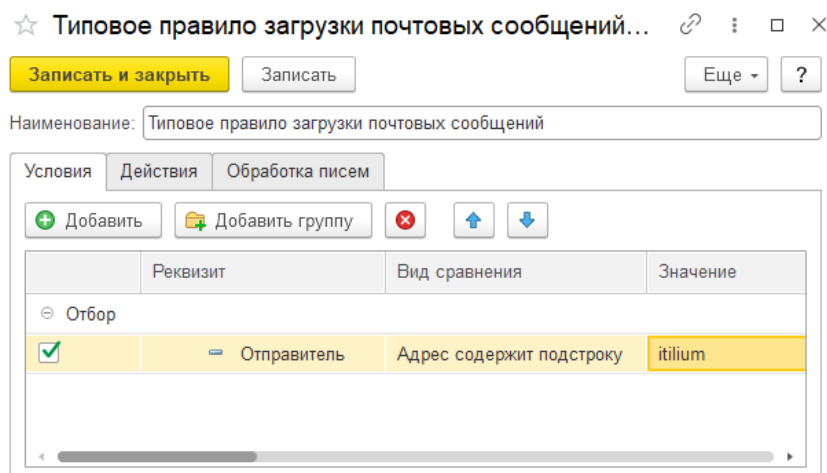 Типовое правило загрузки почтовых сообщений...
Записать и закрыть Записать Еще ?
Наименование: Типовое правило загрузки почтовых сообщений
Условия Действия Обработка писем
Добавить Добавить группу
Реквизит Вид сравнения Значение
Отбор
Отправитель Адрес содержит подстроку itilium